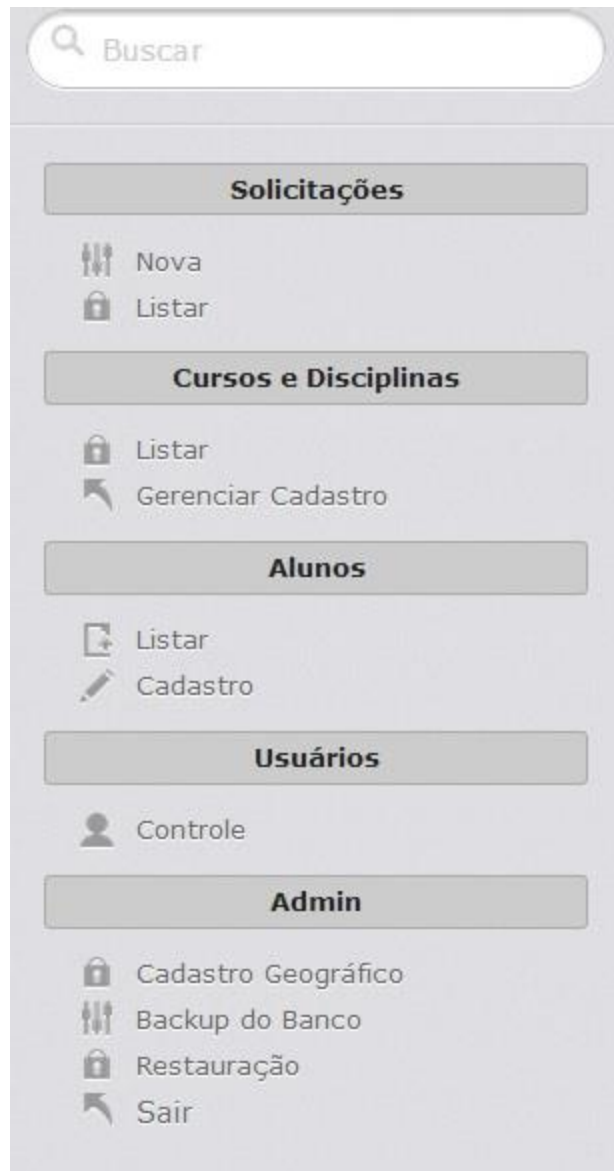 Buscar
Solicitações
Nova
Listar
Cursos e Disciplinas
Listar
Gerenciar Cadastro
Alunos
Listar
Cadastro
Usuários
Controle
Admin
Cadastro Geográfico
Backup do Banco
Restauração
Sair